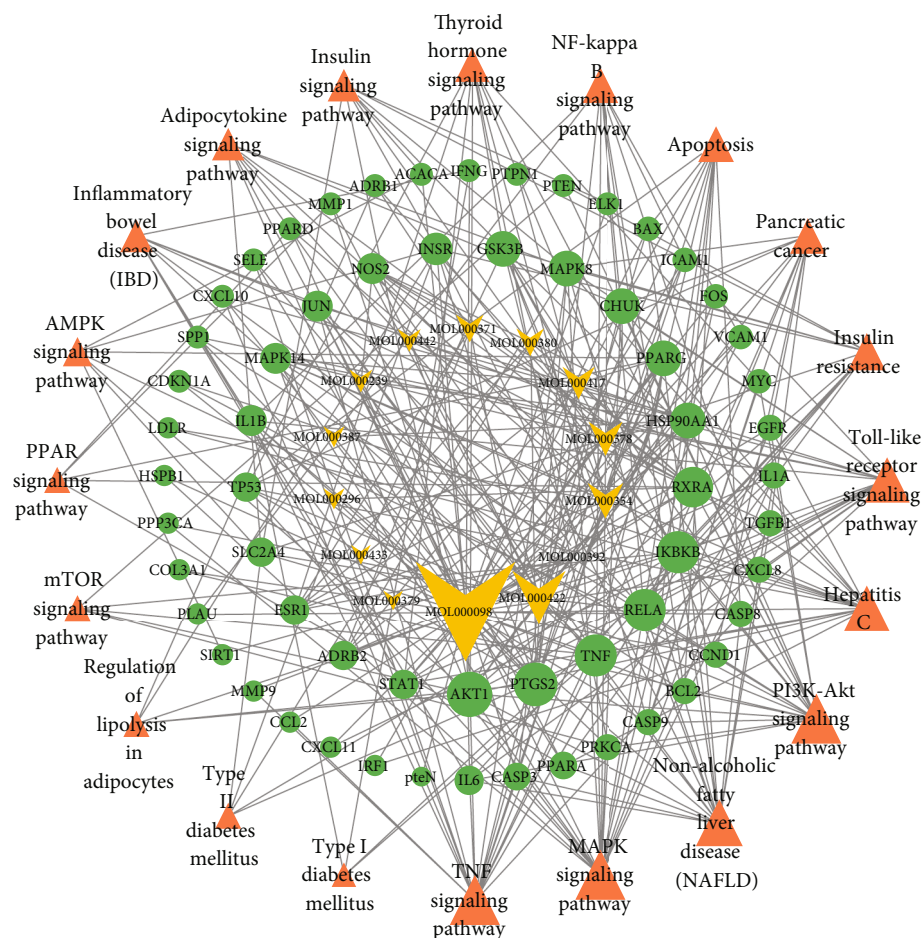 Thyroid
hormone
signaling
pathway
NF-kappa
B
signaling
pathway
Insulin
signaling
pathway
Adipocytokine
signaling
pathway
Apoptosis
Inflammatory
bowel
disease
(IBD)
Pancreatic
cancer
AMPK
signaling
pathway
Insulin
resistance
PPAR
signaling
pathway
Toll-like
receptor
signaling
pathway
mTOR
signaling
pathway
Hepatitis
C
Regulation
of
lipolysis
in
adipocytes
PI3K-Akt
signaling
pathway
Type
II
diabetes
mellitus
Non-alcoholic
fatty
liver
disease
(NAFLD)
Type I
diabetes
mellitus
TNF
signaling
pathway
MAPK
signaling
pathway
ACACA
IFNG
PTPN1
ADRB1
PTEN
MMP1
ELK1
PPARD
BAX
SELE
ICAM1
CXCL10
FOS
SPP1
VCAM1
CDKN1A
MYC
LDLR
EGFR
HSPB1
IL1A
PPP3CA
TGFB1
COL3A1
CXCL8
PLAU
CASP8
SIRT1
CCND1
MMP9
BCL2
CCL2
CASP9
CXCL11
PRKCA
IRF1
PPARA
pteN
IL6
CASP3
INSR
GSK3B
NOS2
MAPK8
JUN
CHUK
MAPK14
PPARG
IL1B
HSP90AA1
TP53
RXRA
SLC2A4
IKBKB
ESR1
RELA
ADRB2
TNF
STAT1
AKT1
PTGS2
MOL000371
MOL000442
MOL000380
MOL000239
MOL000417
MOL000387
MOL000378
MOL000296
MOL000354
MOL000433
MOL000392
MOL000379
MOL000098
MOL000422